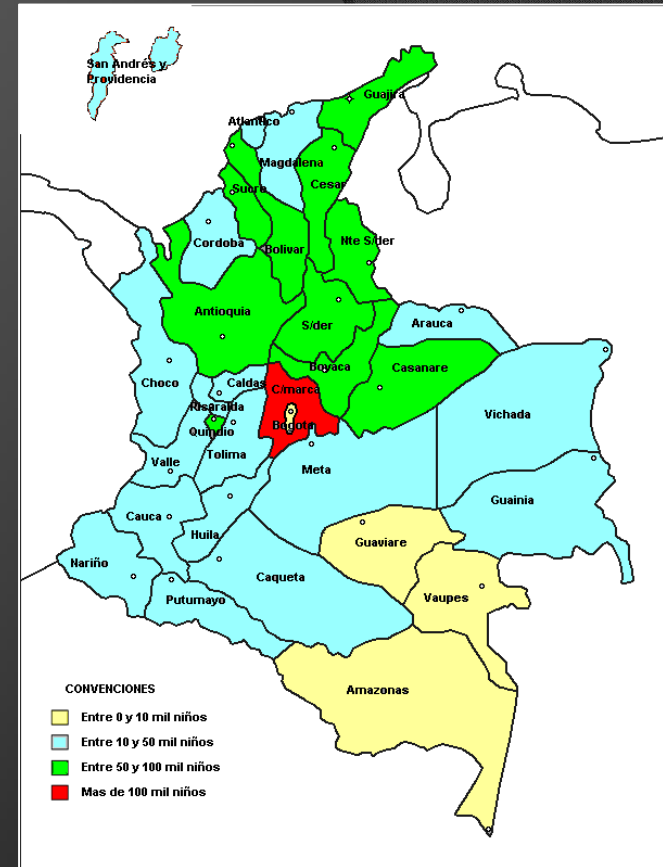 San Andrés y
Providencia
Guajira
Atlantico
Magdalena
Cesar
Sucre
Cordoba
Bolivar
Nte S/der
Antioquia
S/der
Arauca
Boyaca
Casanare
Choco
Caldas
C/marca
Risaralda
Vichada
Quindio
Bogota
Valle
Tolima
Meta
Guainia
Cauca
Huila
Guaviare
Nariño
Caqueta
Putumayo
Vaupes
Amazonas
CONVENCIONES
Entre 0 y 10 mil niños
Entre 10 y 50 mil niños
Entre 50 y 100 mil niños
Mas de 100 mil niños